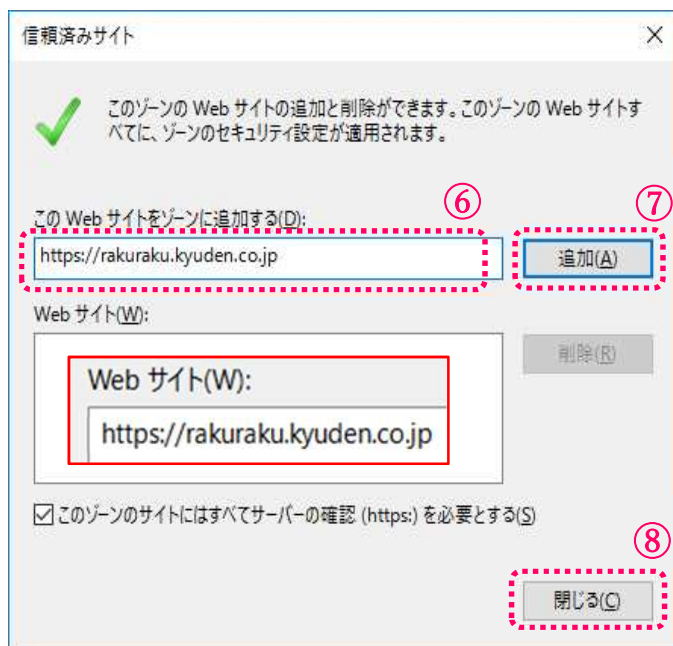 信頼済みサイト
このゾーンの Web サイトの追加と削除ができます。このゾーンの Web サイトす
べてに、ゾーンのセキュリティ設定が適用されます。
⑥
⑦
この Web サイトをゾーンに追加する(D):
https://rakuraku.kyuden.co.jp
追加(A)
Web サイト(W):
削除(R)
Web サイト(W):
https://rakuraku.kyuden.co.jp
このゾーンのサイトにはすべてサーバーの確認 (https:) を必要とする(S)
⑧
閉じる(C)